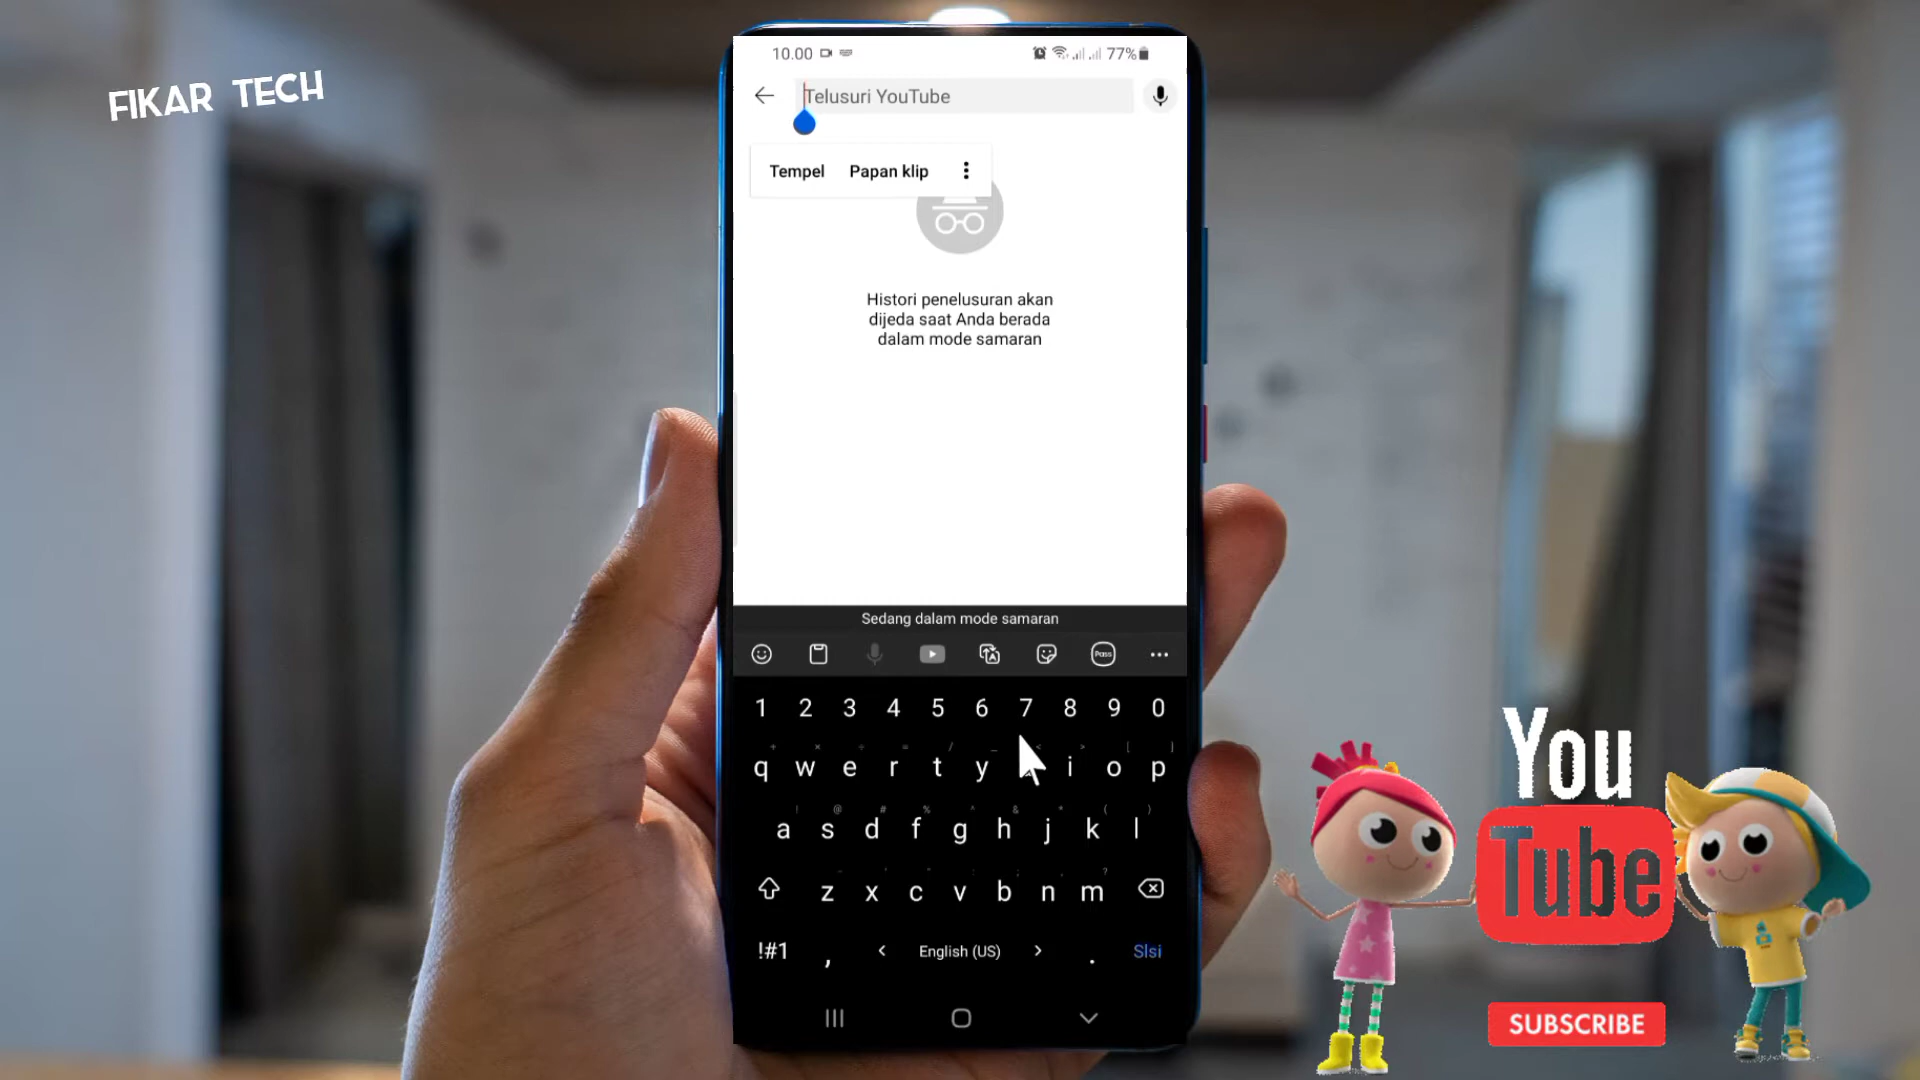 FIKAR TECH
10.00
77%
Telusuri YouTube
Tempel Papan klip
Histori penelusuran akan
dijeda saat Anda berada
dalam mode samaran
Sedang dalam mode samaran
Pass
1 2 3 4 5 6 7 8 9 0
q w e r t y i o p
a s d f g h j k l
z x c v b n m
!#1 , < English (US) > . Slsi
You
Tube
SUBSCRIBE